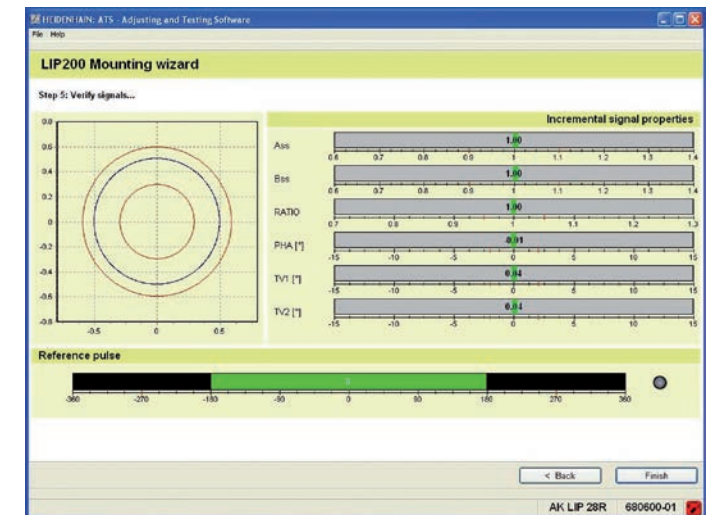 HEIDENHAIN: ATS - Adjusting and Testing Software
File Help
LIP200 Mounting wizard
Step 5: Verify signals...
Incremental signal properties
0.8
0.6
0.4
0.2
0
-0.2
-0.4
-0.6
-0.8
-0.5 0 0.5
Ass 1.00
0.6 0.7 0.8 0.9 1 1.1 1.2 1.3 1.4
Bss 1.00
0.6 0.7 0.8 0.9 1 1.1 1.2 1.3 1.4
RATIO 1.00
0.7 0.8 0.9 1 1.1 1.2 1.3
PHA [°] -0.01
-15 -10 -5 0 5 10 15
TV1 [°] 0.04
-15 -10 -5 0 5 10 15
TV2 [°] 0.04
-15 -10 -5 0 5 10 15
Reference pulse
-360 -270 -180 -90 0 90 180 270 360
< Back Finish
AK LIP 28R 680600-01